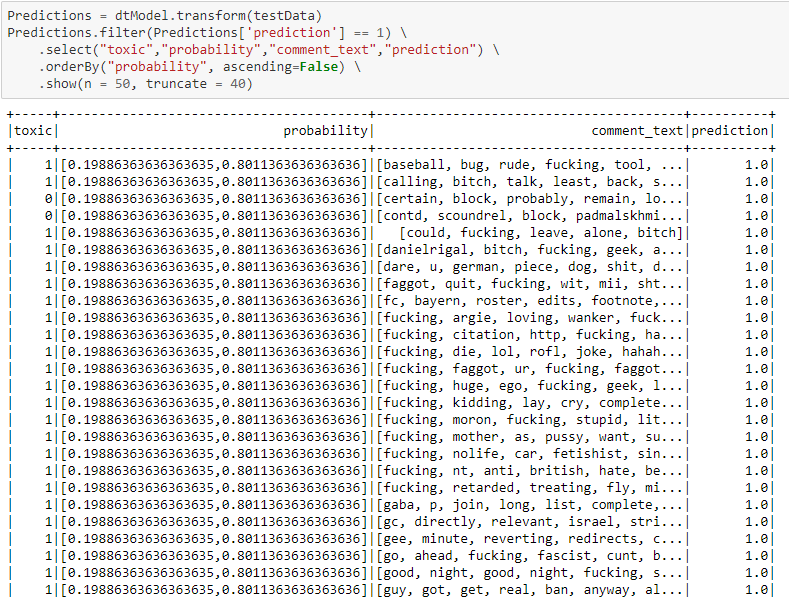 Predictions = dtModel.transform(testData)
Predictions.filter(Predictions['prediction'] == 1) \
    .select("toxic","probability","comment_text","prediction") \
    .orderBy("probability", ascending=False) \
    .show(n = 50, truncate = 40)
+-----+---------------------------------------+---------------------------------------+----------+
|toxic|                            probability|                           comment_text|prediction|
+-----+---------------------------------------+---------------------------------------+----------+
|    1|[0.19886363636363635,0.8011363636363636]|[baseball, bug, rude, fucking, tool, ...|       1.0|
|    1|[0.19886363636363635,0.8011363636363636]|[calling, bitch, talk, least, back, s...|       1.0|
|    0|[0.19886363636363635,0.8011363636363636]|[certain, block, probably, remain, lo...|       1.0|
|    0|[0.19886363636363635,0.8011363636363636]|[contd, scoundrel, block, padmalskhmi...|       1.0|
|    1|[0.19886363636363635,0.8011363636363636]|   [could, fucking, leave, alone, bitch]|       1.0|
|    1|[0.19886363636363635,0.8011363636363636]|[danielrigal, bitch, fucking, geek, a...|       1.0|
|    1|[0.19886363636363635,0.8011363636363636]|[dare, u, german, piece, dog, shit, d...|       1.0|
|    1|[0.19886363636363635,0.8011363636363636]|[faggot, quit, fucking, wit, mii, sht...|       1.0|
|    1|[0.19886363636363635,0.8011363636363636]|[fc, bayern, roster, edits, footnote,...|       1.0|
|    1|[0.19886363636363635,0.8011363636363636]|[fucking, argie, loving, wanker, fuck...|       1.0|
|    1|[0.19886363636363635,0.8011363636363636]|[fucking, citation, http, fucking, ha...|       1.0|
|    1|[0.19886363636363635,0.8011363636363636]|[fucking, die, lol, rofl, joke, hahah...|       1.0|
|    1|[0.19886363636363635,0.8011363636363636]|[fucking, faggot, ur, fucking, faggot...|       1.0|
|    1|[0.19886363636363635,0.8011363636363636]|[fucking, huge, ego, fucking, geek, l...|       1.0|
|    1|[0.19886363636363635,0.8011363636363636]|[fucking, kidding, lay, cry, complete...|       1.0|
|    1|[0.19886363636363635,0.8011363636363636]|[fucking, moron, fucking, stupid, lit...|       1.0|
|    1|[0.19886363636363635,0.8011363636363636]|[fucking, mother, as, pussy, want, su...|       1.0|
|    1|[0.19886363636363635,0.8011363636363636]|[fucking, nolife, car, fetishist, sin...|       1.0|
|    1|[0.19886363636363635,0.8011363636363636]|[fucking, nt, anti, british, hate, be...|       1.0|
|    1|[0.19886363636363635,0.8011363636363636]|[fucking, retarded, treating, fly, mi...|       1.0|
|    1|[0.19886363636363635,0.8011363636363636]|[gaba, p, join, long, list, complete,...|       1.0|
|    1|[0.19886363636363635,0.8011363636363636]|[gc, directly, relevant, israel, stri...|       1.0|
|    1|[0.19886363636363635,0.8011363636363636]|[gee, minute, reverting, redirects, c...|       1.0|
|    1|[0.19886363636363635,0.8011363636363636]|[go, ahead, fucking, fascist, cunt, b...|       1.0|
|    1|[0.19886363636363635,0.8011363636363636]|[good, night, good, night, fucking, s...|       1.0|
|    1|[0.19886363636363635,0.8011363636363636]|[guy, got, get, real, ban, anyway, al...|       1.0|